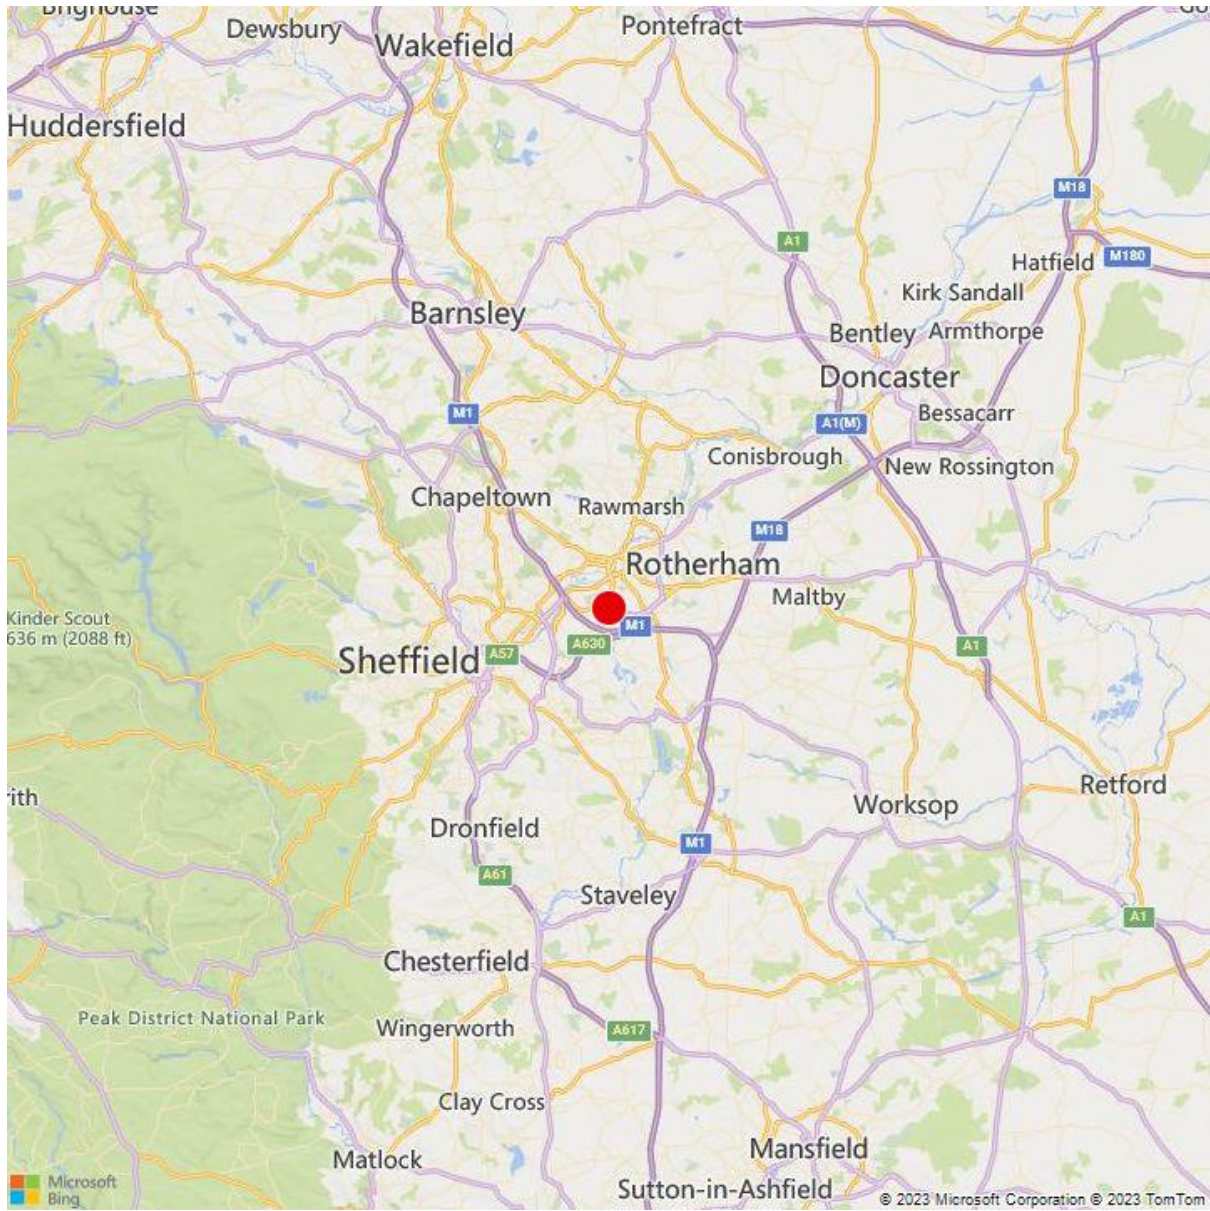 Brighouse
Dewsbury
Wakefield
Pontefract
Huddersfield
M18
A1
Hatfield
M180
Kirk Sandall
Barnsley
Bentley
Armthorpe
Doncaster
M1
Bessacarr
A1(M)
Conisbrough
New Rossington
Chapeltown
Rawmarsh
M18
Rotherham
Maltby
Kinder Scout
636 m (2088 ft)
M1
A630
A1
Sheffield
A57
Retford
rith
Worksop
Dronfield
M1
A61
Staveley
A1
Chesterfield
Peak District National Park
Wingerworth
A617
Clay Cross
Mansfield
Matlock
Microsoft
Bing
Sutton-in-Ashfield
© 2023 Microsoft Corporation © 2023 TomTom